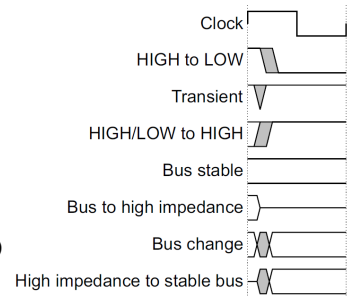 Clock
HIGH to LOW
Transient
HIGH/LOW to HIGH
Bus stable
Bus to high impedance
Bus change
High impedance to stable bus